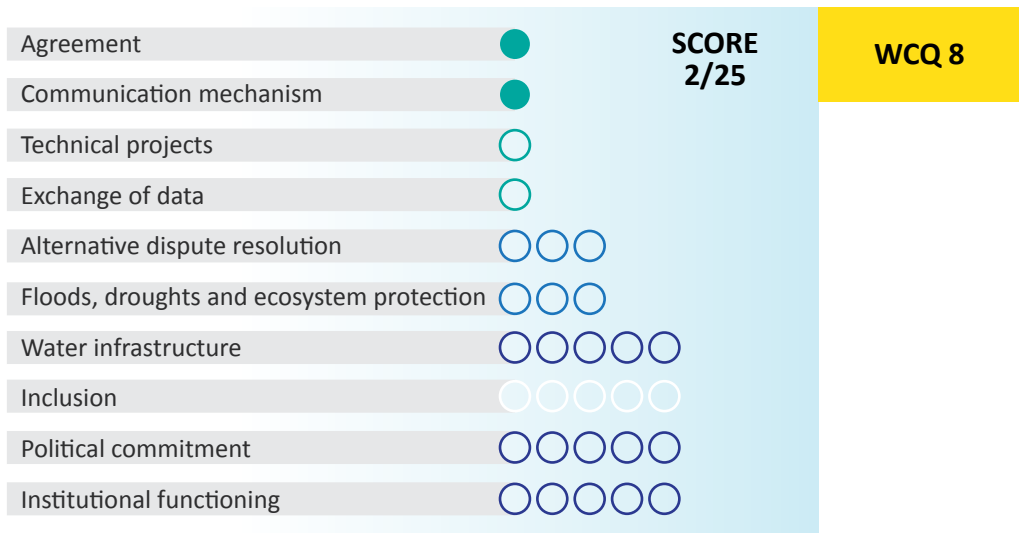 Agreement
Communication mechanism
Technical projects
Exchange of data
Alternative dispute resolution
Floods, droughts and ecosystem protection
Water infrastructure
Inclusion
Political commitment
Institutional functioning
SCORE
2/25
WCQ 8